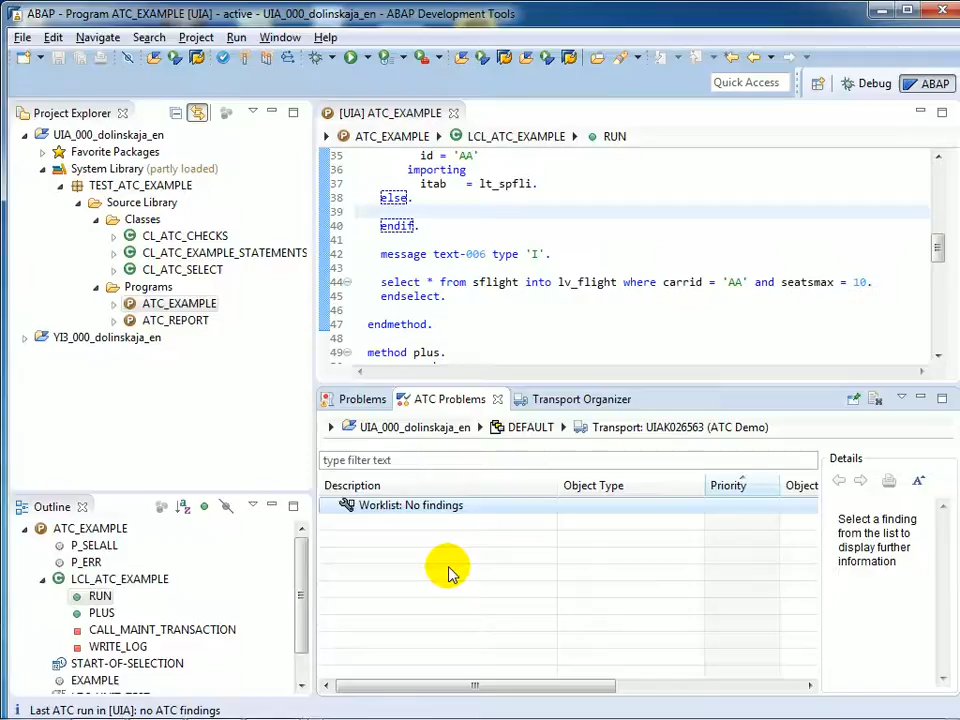 ABAP - Program ATC_EXAMPLE [UIA] - active - UIA_000_dolinskaja_en - ABAP Development Tools
File Edit Navigate Search Project Run Window Help
Quick Access Debug ABAP
Project Explorer
UIA_000_dolinskaja_en
Favorite Packages
System Library (partly loaded)
TEST_ATC_EXAMPLE
Source Library
Classes
CL_ATC_CHECKS
CL_ATC_EXAMPLE_STATEMENTS
CL_ATC_SELECT
Programs
ATC_EXAMPLE
ATC_REPORT
YI3_000_dolinskaja_en
[UIA] ATC_EXAMPLE
ATC_EXAMPLE LCL_ATC_EXAMPLE RUN
35 id = 'AA'
36 importing
37 itab = lt_spfli.
38 else.
39
40 endif.
41
42 message text-006 type 'I'.
43
44 select * from sflight into lv_flight where carrid = 'AA' and seatsmax = 10.
45 endselect.
46
47 endmethod.
48
49 method plus.
Problems ATC Problems Transport Organizer
UIA_000_dolinskaja_en DEFAULT Transport: UIAK026563 (ATC Demo)
type filter text
Description Object Type Priority Object
Worklist: No findings
Details
Select a finding
from the list to
display further
information
Outline
ATC_EXAMPLE
P_SELALL
P_ERR
LCL_ATC_EXAMPLE
RUN
PLUS
CALL_MAINT_TRANSACTION
WRITE_LOG
START-OF-SELECTION
EXAMPLE
Last ATC run in [UIA]: no ATC findings